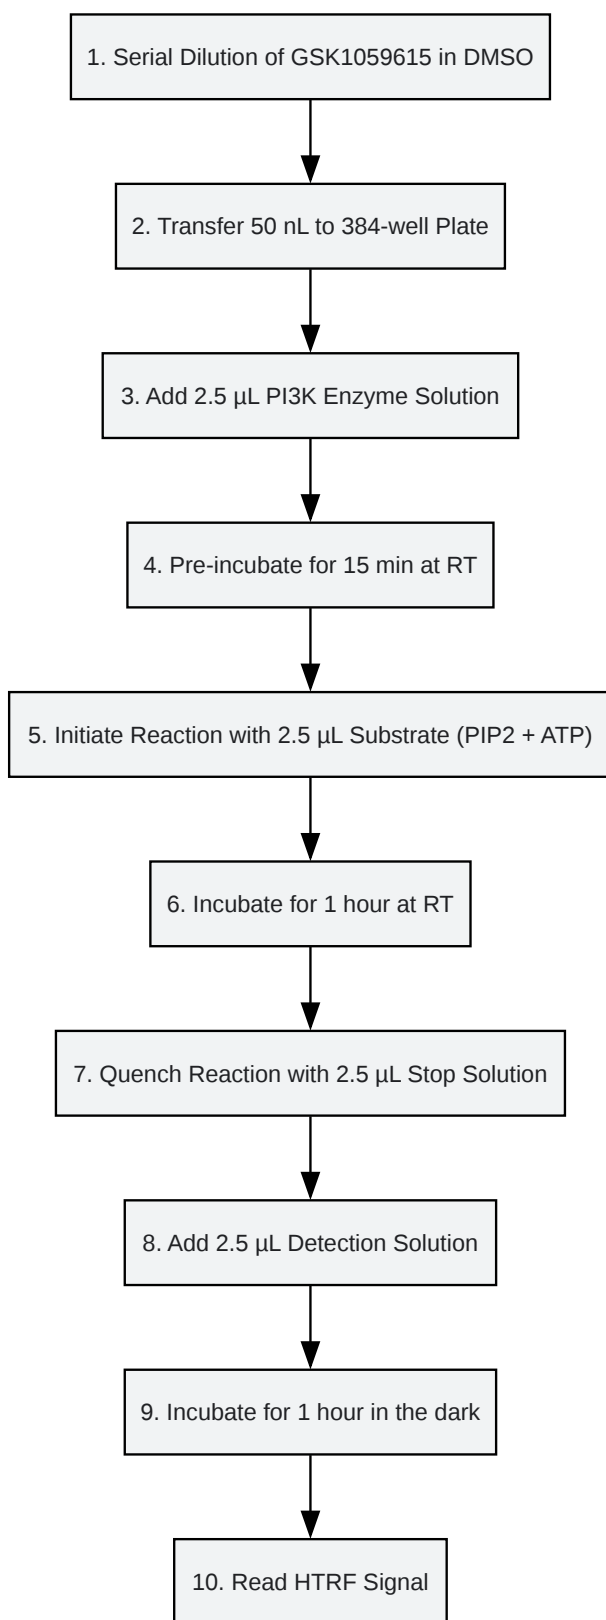 1. Serial Dilution of GSK1059615 in DMSO
2. Transfer 50 nL to 384-well Plate
3. Add 2.5 µL PI3K Enzyme Solution
4. Pre-incubate for 15 min at RT
5. Initiate Reaction with 2.5 µL Substrate (PIP2 + ATP)
6. Incubate for 1 hour at RT
7. Quench Reaction with 2.5 µL Stop Solution
8. Add 2.5 µL Detection Solution
9. Incubate for 1 hour in the dark
10. Read HTRF Signal